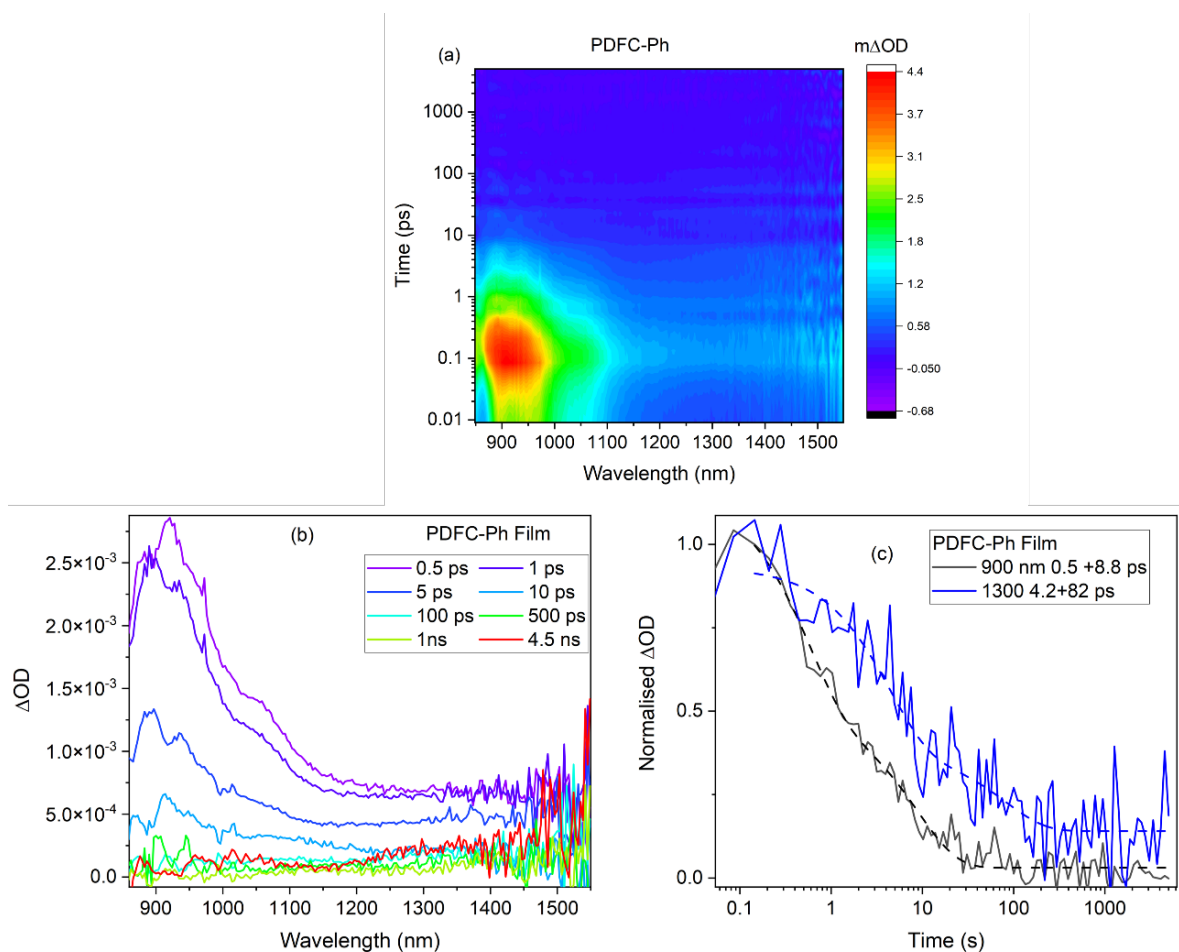 (a) PDFC-Ph mΔOD
Time (ps)
1000
100
10
1
0.1
0.01
900 1000 1100 1200 1300 1400 1500
Wavelength (nm)
4.4
3.7
3.1
2.4
1.8
1.2
0.58
-0.050
-0.68
(b) PDFC-Ph Film
0.5 ps 1 ps
5 ps 10 ps
100 ps 500 ps
1ns 4.5 ns
ΔOD
2.5×10⁻³
2.0×10⁻³
1.5×10⁻³
1.0×10⁻³
5.0×10⁻⁴
0.0
900 1000 1100 1200 1300 1400 1500
Wavelength (nm)
(c)
PDFC-Ph Film
900 nm 0.5 +8.8 ps
1300 4.2+82 ps
Normalised ΔOD
1.0
0.5
0.0
0.1 1 10 100 1000
Time (s)